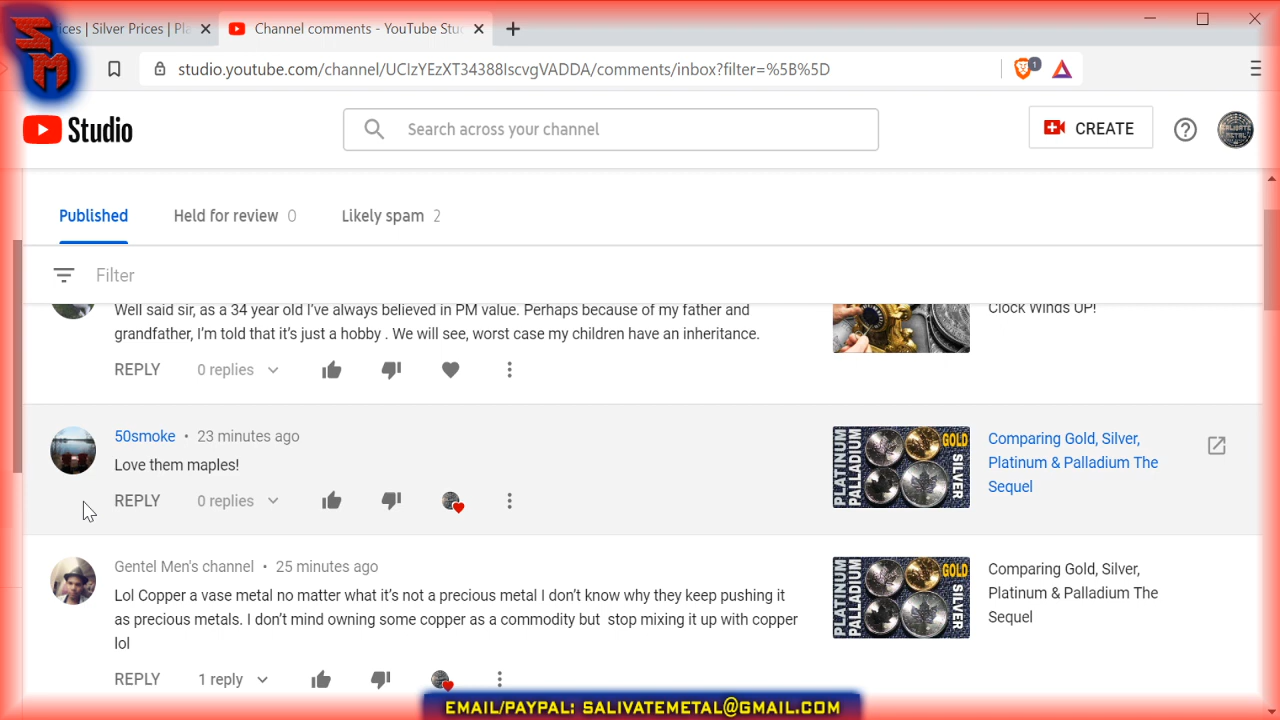 SM
ices | Silver Prices | Pla
Channel comments - YouTube Stu
studio.youtube.com/channel/UCIzYEzXT34388IscvgVADDA/comments/inbox?filter=%5B%5D
1
Studio
Search across your channel
CREATE
Published
Held for review 0
Likely spam 2
Filter
Well said sir, as a 34 year old I've always believed in PM value. Perhaps because of my father and
grandfather, I'm told that it's just a hobby . We will see, worst case my children have an inheritance.
Clock Winds UP!
REPLY
0 replies
50smoke • 23 minutes ago
Love them maples!
REPLY
0 replies
PLATINUM
PALLADIUM
GOLD
SILVER
Comparing Gold, Silver,
Platinum & Palladium The
Sequel
Gentel Men's channel • 25 minutes ago
Lol Copper a vase metal no matter what it's not a precious metal I don't know why they keep pushing it
as precious metals. I don't mind owning some copper as a commodity but stop mixing it up with copper
lol
REPLY
1 reply
PLATINUM
PALLADIUM
GOLD
SILVER
Comparing Gold, Silver,
Platinum & Palladium The
Sequel
EMAIL/PAYPAL: SALIVATEMETAL@GMAIL.COM